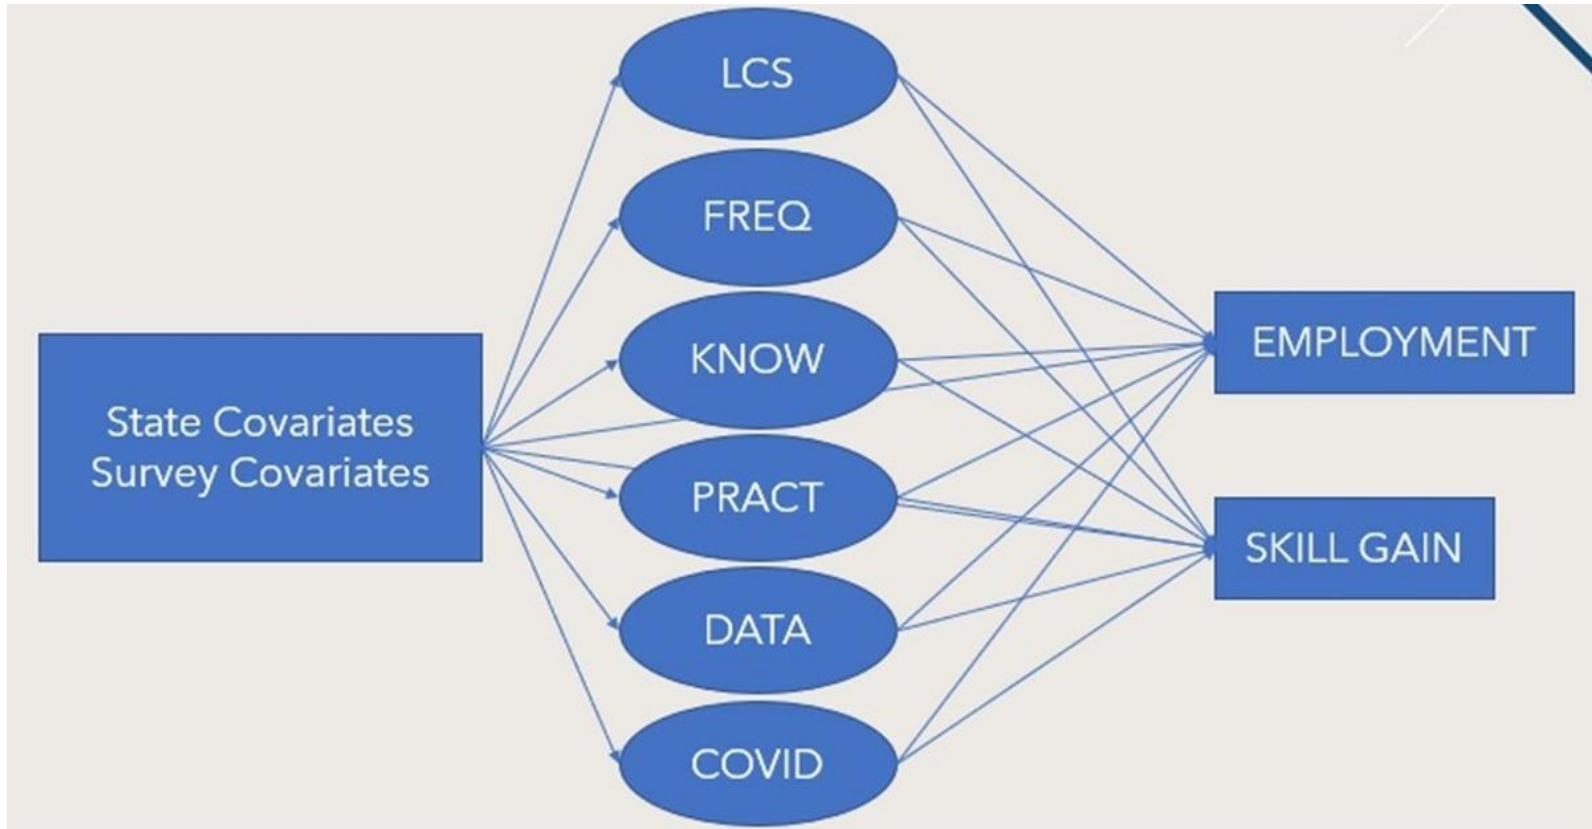 State Covariates
Survey Covariates
LCS
FREQ
KNOW
PRACT
DATA
COVID
EMPLOYMENT
SKILL GAIN